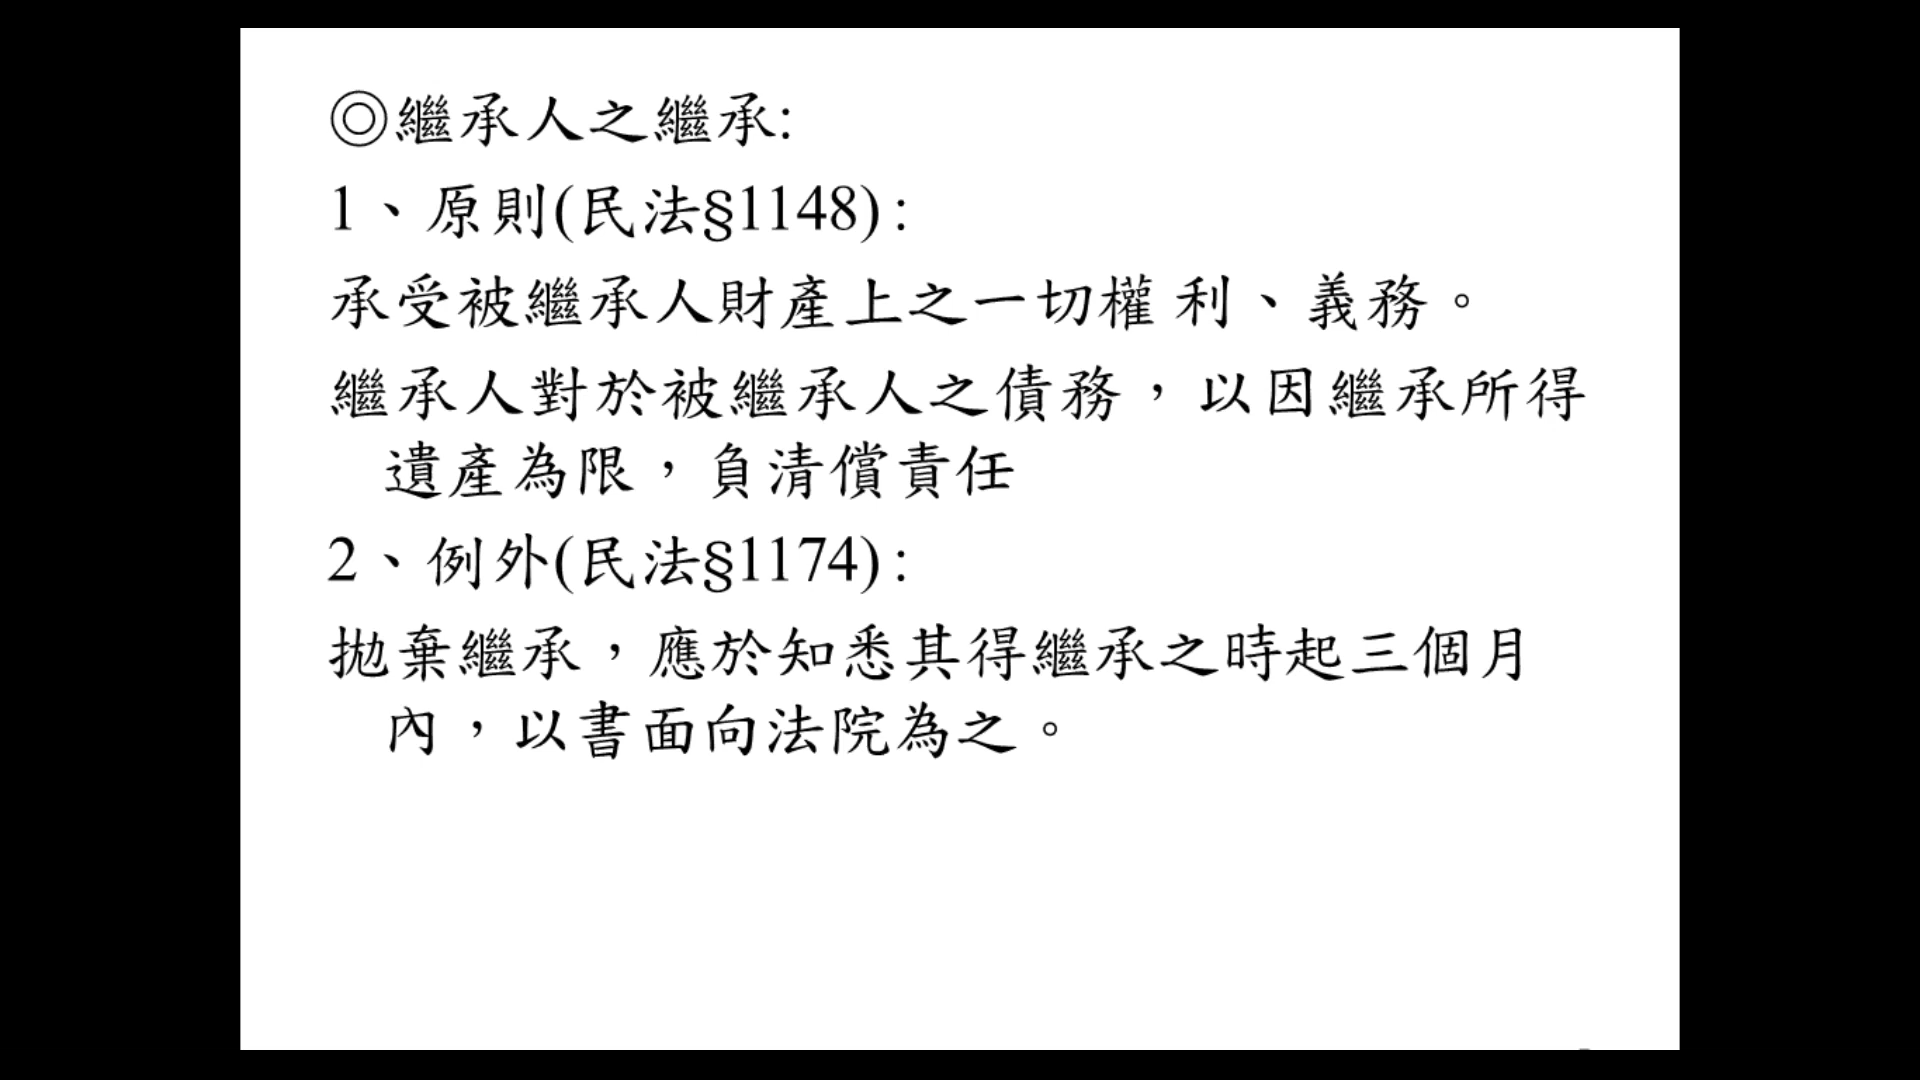 ◎繼承人之繼承:
1、原則(民法§1148):
承受被繼承人財產上之一切權 利、義務。
繼承人對於被繼承人之債務，以因繼承所得
遺產為限，負清償責任
2、例外(民法§1174):
拋棄繼承，應於知悉其得繼承之時起三個月
內，以書面向法院為之。